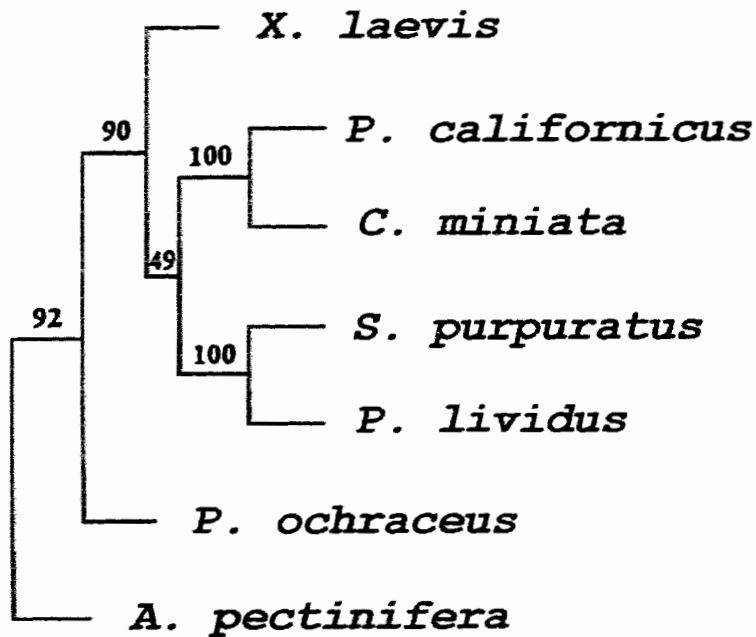 X. laevis
90
P. californicus
100
C. miniata
49
92
S. purpuratus
100
P. lividus
P. ochraceus
A. pectinifera